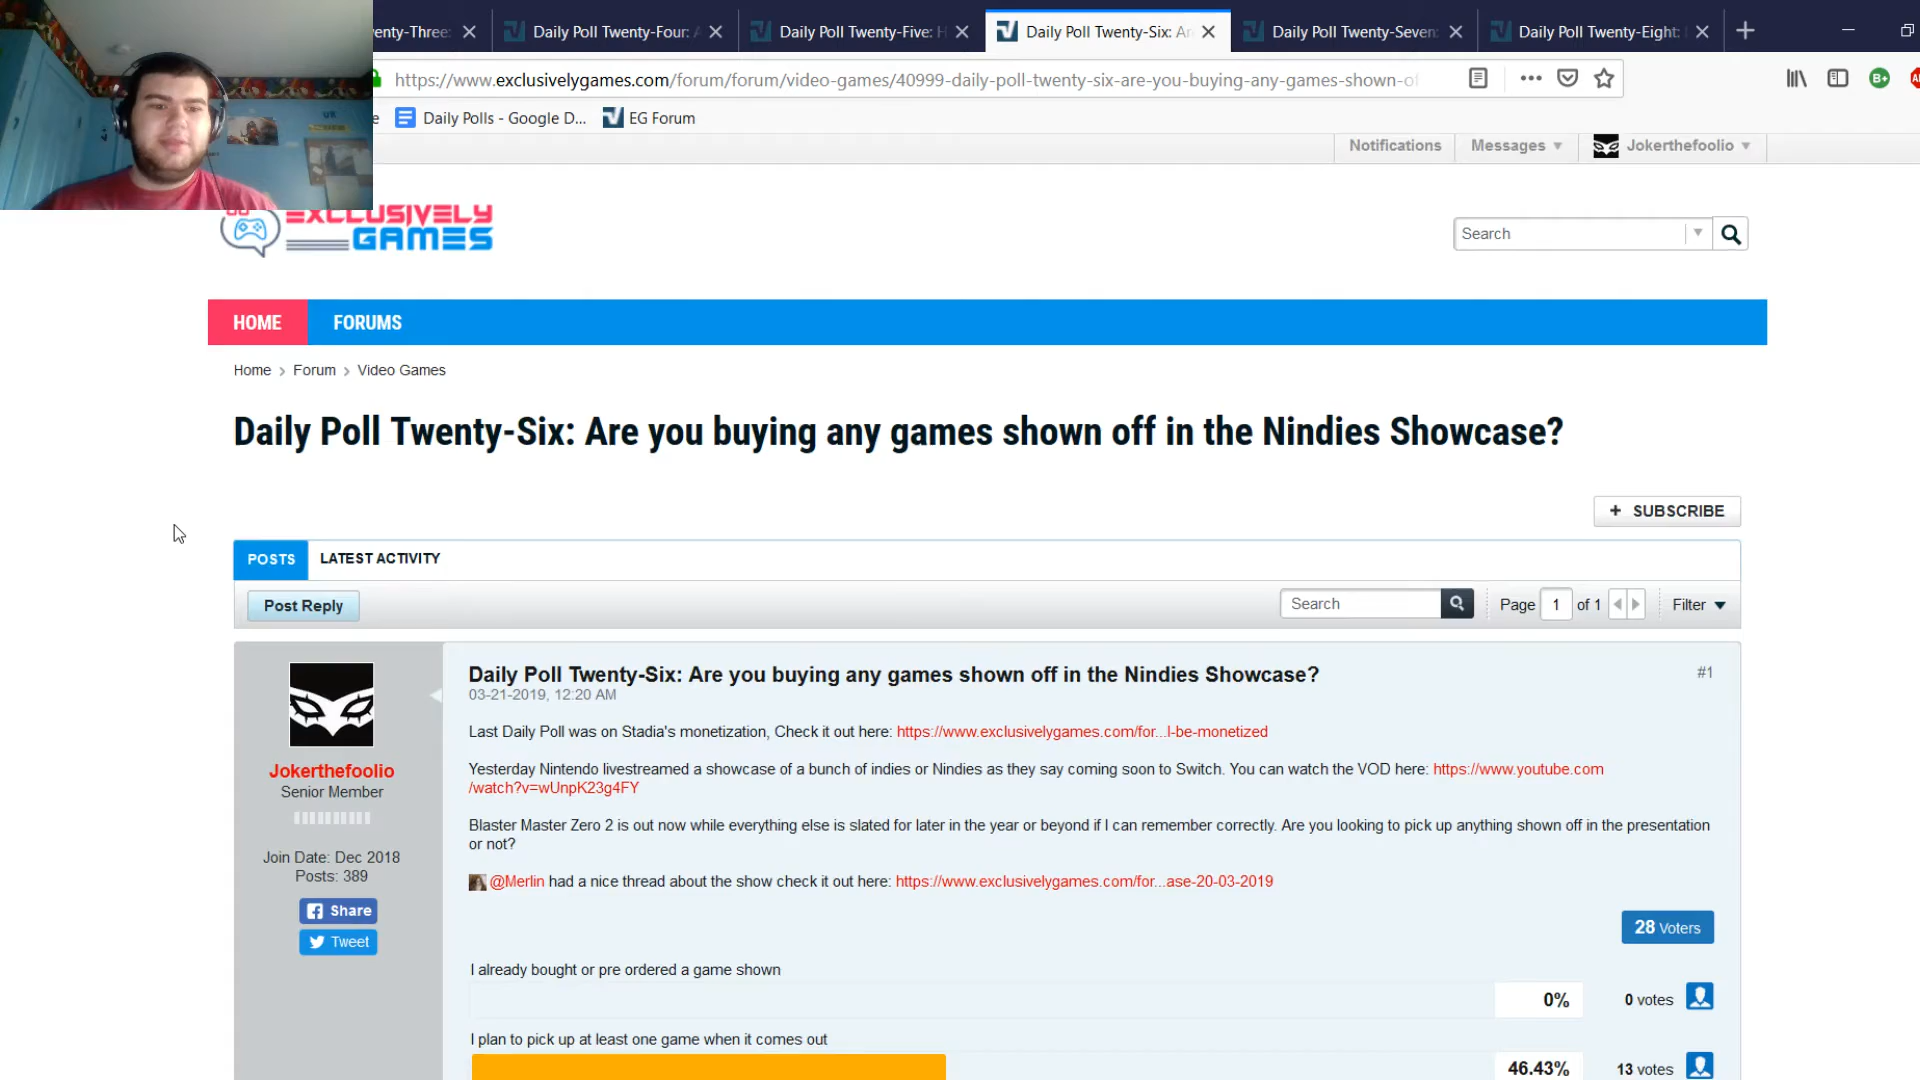 enty-Three:
Daily Poll Twenty-Four: A
Daily Poll Twenty-Five: H
Daily Poll Twenty-Six: Ar
Daily Poll Twenty-Seven:
Daily Poll Twenty-Eight:
https://www.exclusivelygames.com/forum/forum/video-games/40999-daily-poll-twenty-six-are-you-buying-any-games-shown-of
e
Daily Polls - Google D...
EG Forum
Notifications
Messages
Jokerthefoolio
EXCLUSIVELY
GAMES
Search
HOME
FORUMS
Home > Forum > Video Games
Daily Poll Twenty-Six: Are you buying any games shown off in the Nindies Showcase?
+ SUBSCRIBE
POSTS
LATEST ACTIVITY
Post Reply
Search
Page 1 of 1
Filter
Daily Poll Twenty-Six: Are you buying any games shown off in the Nindies Showcase?
#1
03-21-2019, 12:20 AM
Jokerthefoolio
Senior Member
Join Date: Dec 2018
Posts: 389
Share
Tweet
Last Daily Poll was on Stadia's monetization, Check it out here: https://www.exclusivelygames.com/for...l-be-monetized
Yesterday Nintendo livestreamed a showcase of a bunch of indies or Nindies as they say coming soon to Switch. You can watch the VOD here: https://www.youtube.com
/watch?v=wUnpK23g4FY
Blaster Master Zero 2 is out now while everything else is slated for later in the year or beyond if I can remember correctly. Are you looking to pick up anything shown off in the presentation
or not?
@Merlin had a nice thread about the show check it out here: https://www.exclusivelygames.com/for...ase-20-03-2019
28 Voters
I already bought or pre ordered a game shown
0%
0 votes
I plan to pick up at least one game when it comes out
46.43%
13 votes